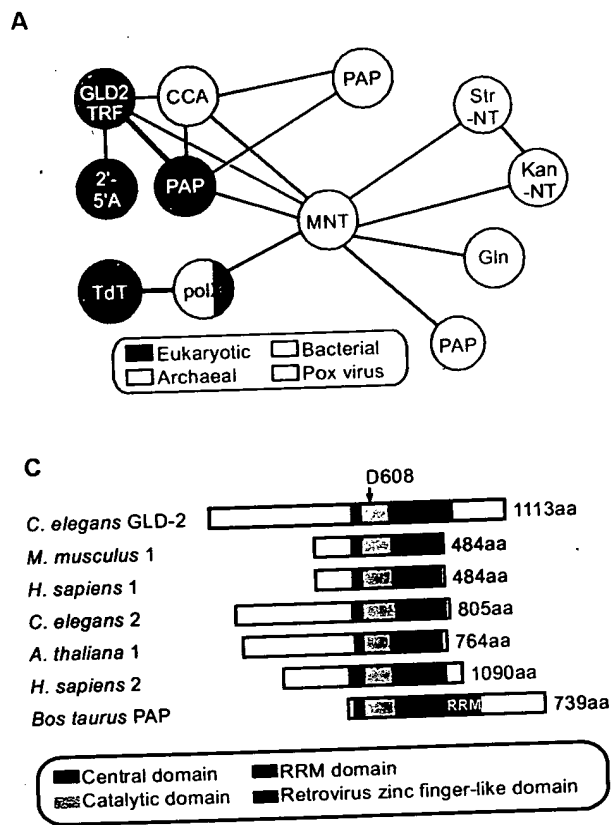 A
GLD2
TRF
CCA
PAP
Str
-NT
2'-
5'A
PAP
Kan
-NT
MNT
Gln
TdT
polX
PAP
Eukaryotic
Bacterial
Archaeal
Pox virus
C
D608
C. elegans GLD-2
1113aa
M. musculus 1
484aa
H. sapiens 1
484aa
C. elegans 2
805aa
A. thaliana 1
764aa
H. sapiens 2
1090aa
Bos taurus PAP
RRM
739aa
Central domain
RRM domain
Catalytic domain
Retrovirus zinc finger-like domain